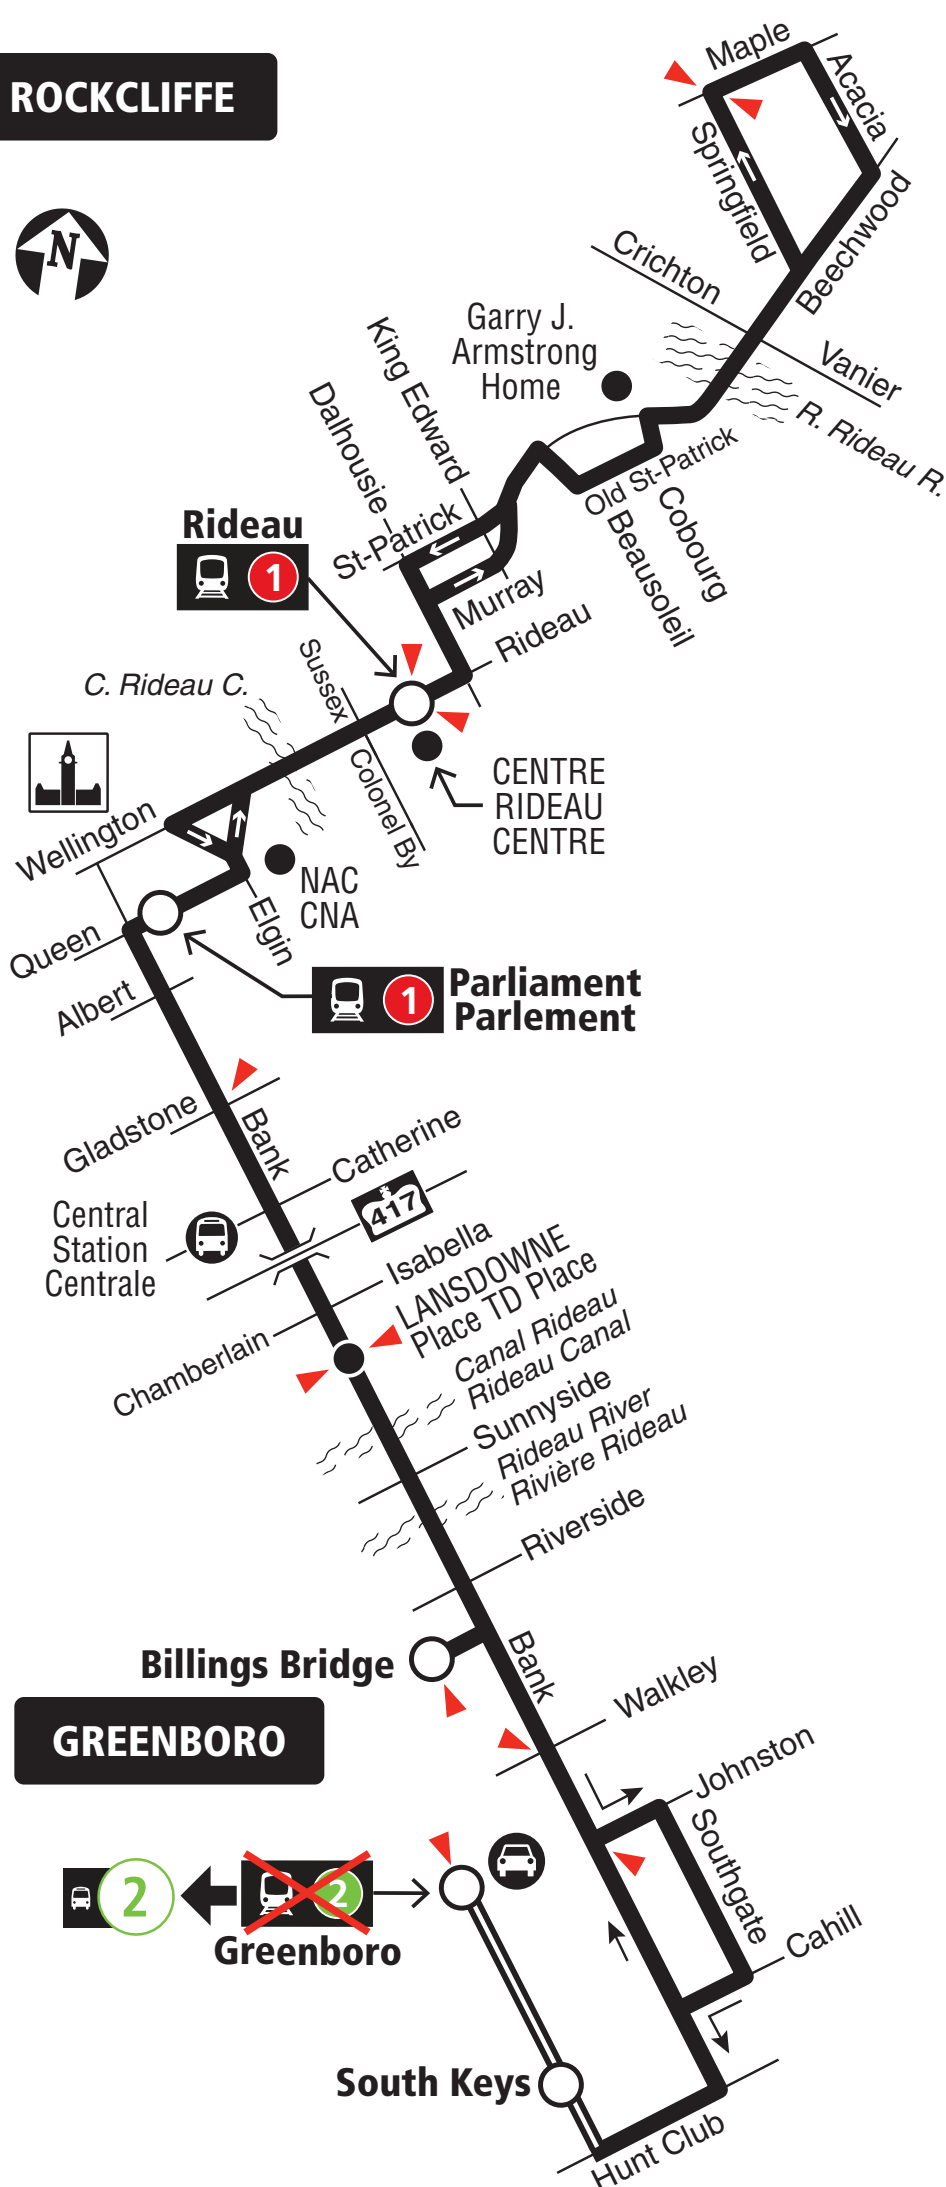 ROCKCLIFFE
N
Maple
Acacia
Springfield
Beechwood
Crichton
Vanier
Garry J.
Armstrong
Home
R. Rideau R.
King Edward
Dalhousie
St-Patrick
Old St-Patrick
Cobourg
Beausoleil
Murray
Rideau
Rideau
1
C. Rideau C.
Sussex
Colonel By
CENTRE
RIDEAU
CENTRE
Wellington
NAC
CNA
Elgin
Queen
Albert
1
Parliament
Parlement
Gladstone
Bank
Catherine
417
Central
Station
Centrale
Isabella
Chamberlain
LANSDOWNE
Place TD Place
Canal Rideau
Rideau Canal
Sunnyside
Rideau River
Rivière Rideau
Riverside
Billings Bridge
Bank
Walkley
GREENBORO
Johnston
Southgate
Cahill
2
2
Greenboro
South Keys
Hunt Club